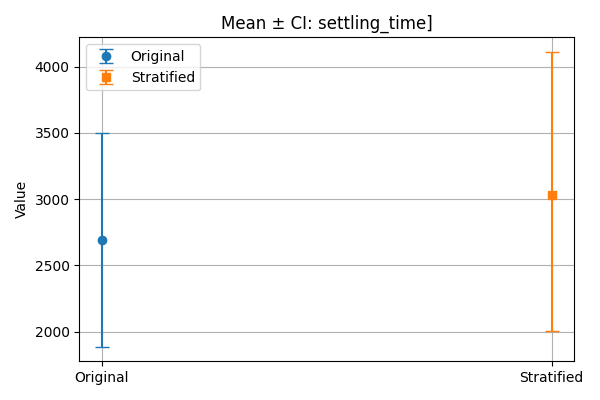 Mean ± CI: settling_time]
Original
Stratified
4000
3500
3000
2500
2000
Value
Original
Stratified